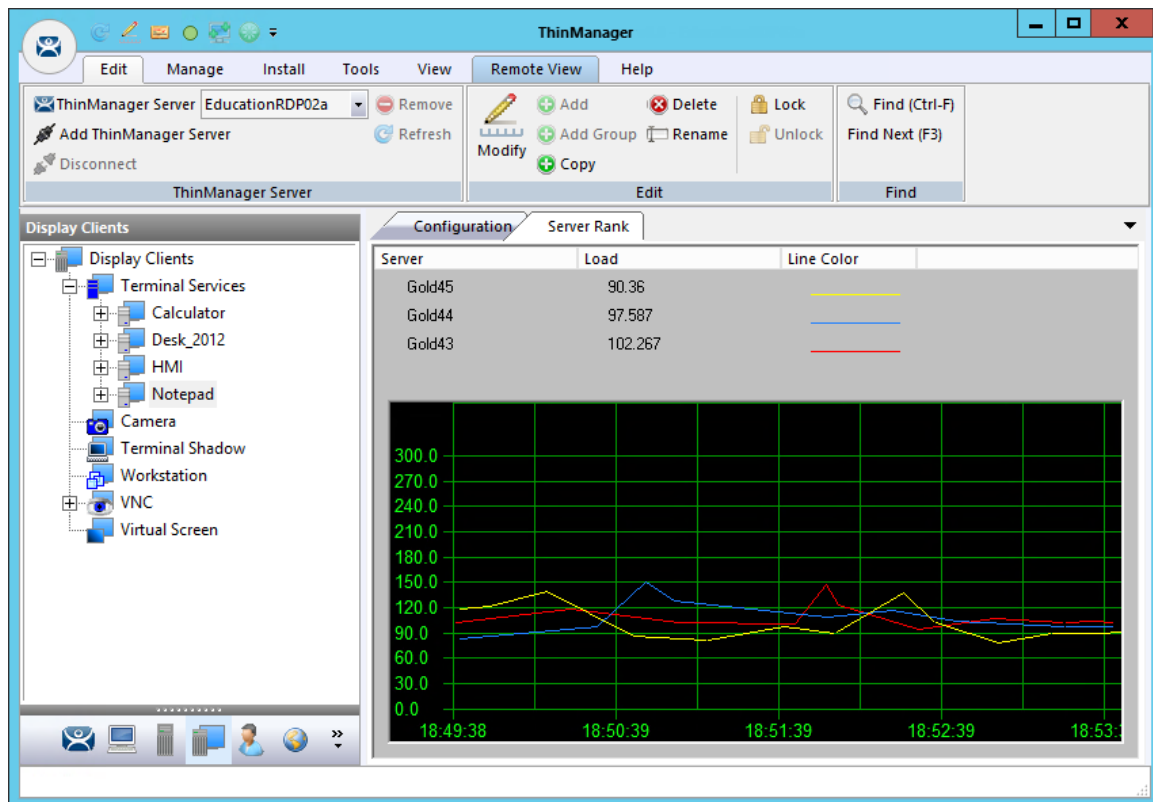 ThinManager
Edit Manage Install Tools View Remote View Help
ThinManager Server EducationRDP02a Remove
Add ThinManager Server Refresh
Disconnect
ThinManager Server
Modify
Add Delete
Add Group Rename
Copy
Edit
Lock
Unlock
Find (Ctrl-F)
Find Next (F3)
Find
Display Clients
Display Clients
Terminal Services
Calculator
Desk_2012
HMI
Notepad
Camera
Terminal Shadow
Workstation
VNC
Virtual Screen
Configuration Server Rank
Server Load Line Color
Gold45 90.36
Gold44 97.587
Gold43 102.267
300.0
270.0
240.0
210.0
180.0
150.0
120.0
90.0
60.0
30.0
0.0
18:49:38 18:50:39 18:51:39 18:52:39 18:53: